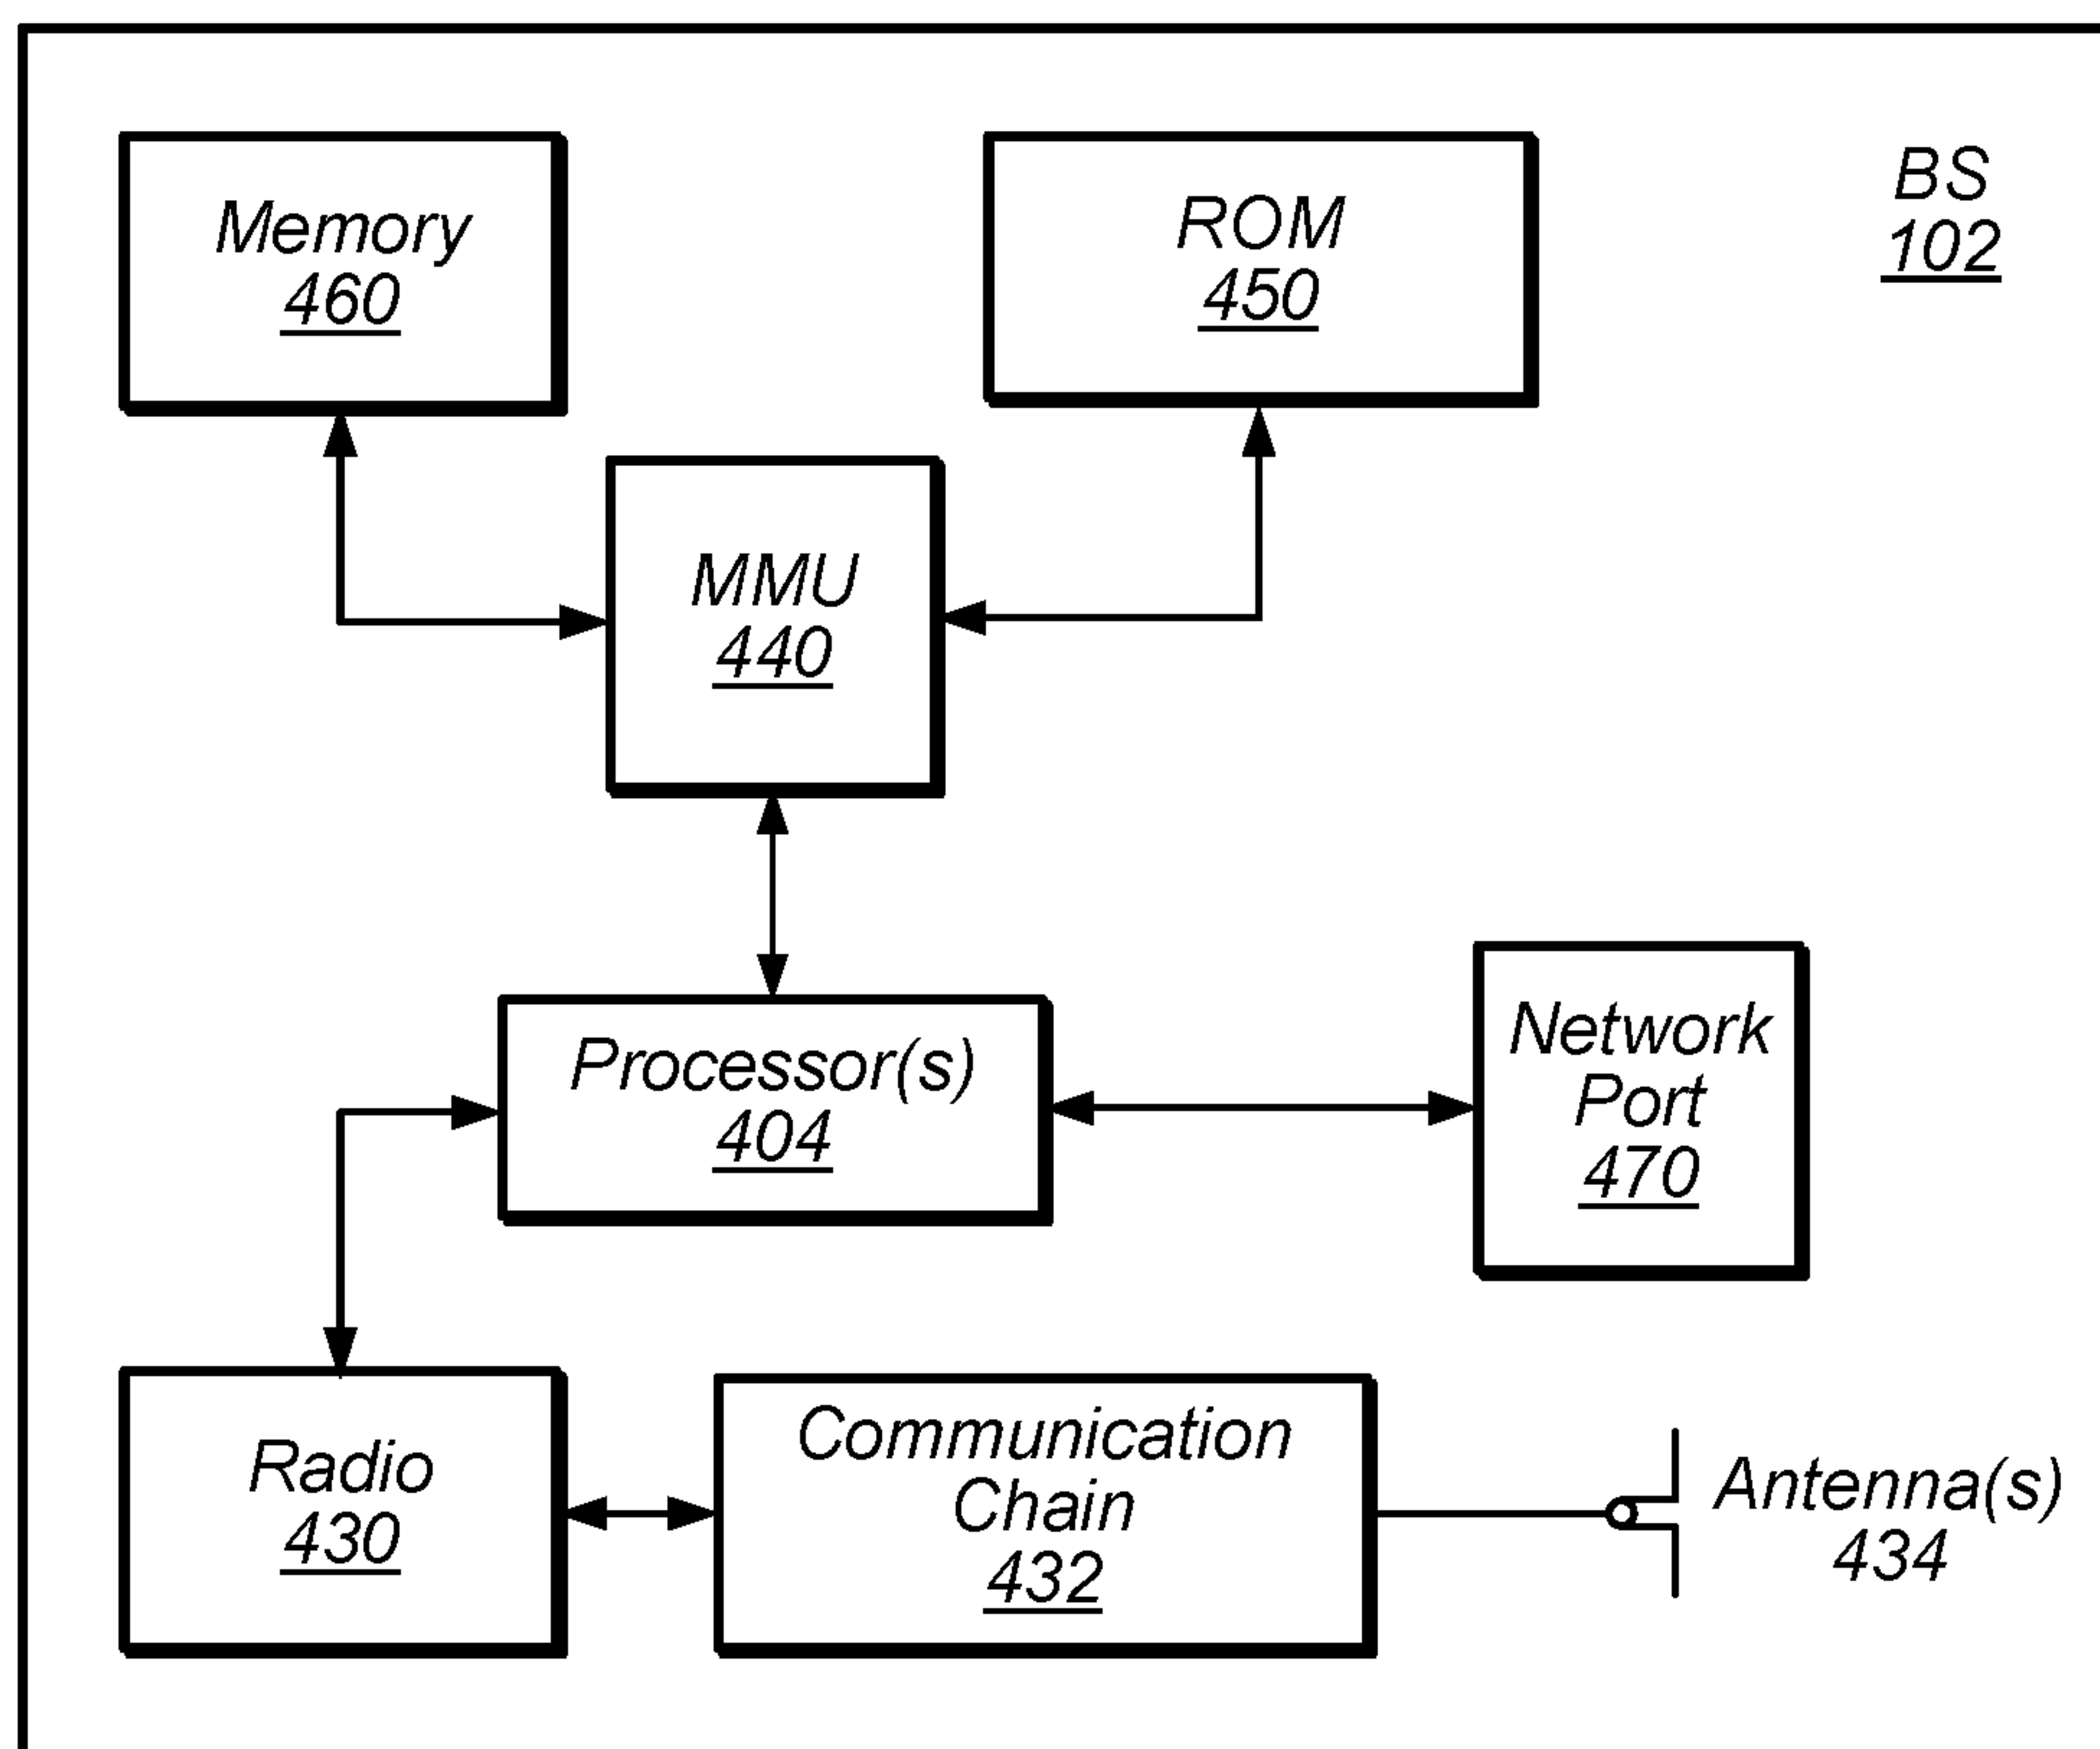 Memory
460
ROM
450
BS
102
MMU
440
Processor(s)
404
Network
Port
470
Radio
430
Communication
Chain
432
Antenna(s)
434